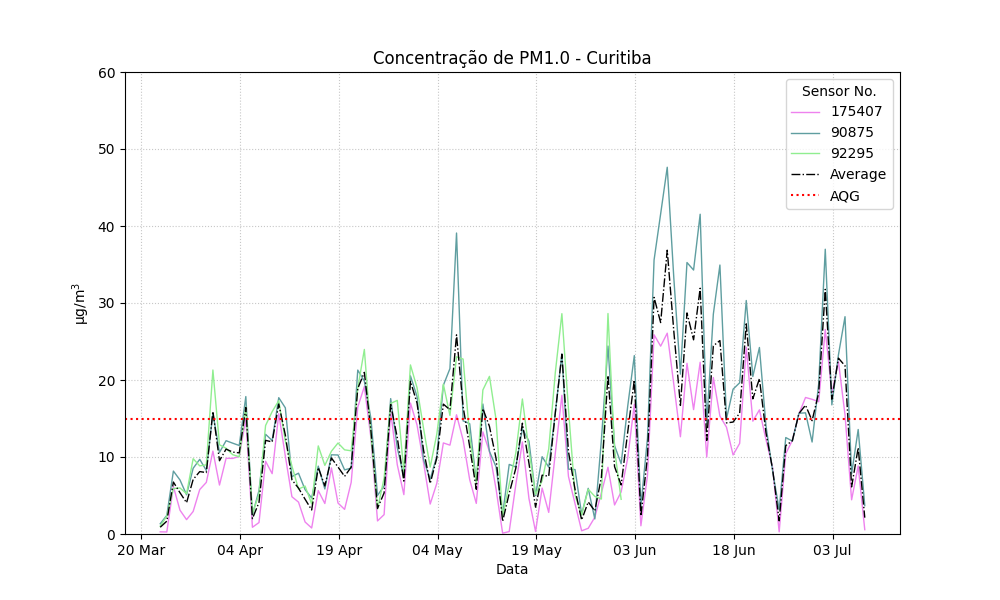 Concentração de PM1.0 - Curitiba
60
50
40
30
20
10
0
µg/m³
Sensor No.
175407
90875
92295
Average
AQG
20 Mar
04 Apr
19 Apr
04 May
19 May
03 Jun
18 Jun
03 Jul
Data